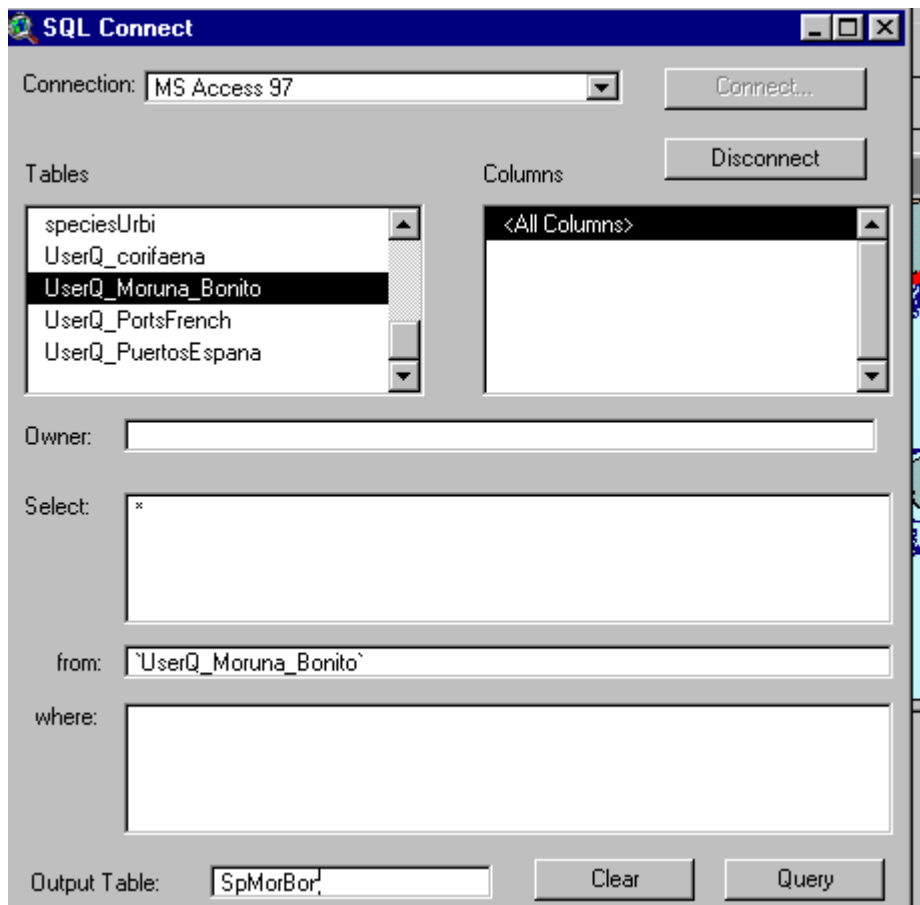 SQL Connect
Connection: MS Access 97
Connect...
Disconnect
Tables
Columns
speciesUrbi
UserQ_corifaena
UserQ_Moruna_Bonito
UserQ_PortsFrench
UserQ_PuertosEspana
<All Columns>
Owner:
Select: *
from: `UserQ_Moruna_Bonito`
where:
Output Table: SpMorBor
Clear
Query